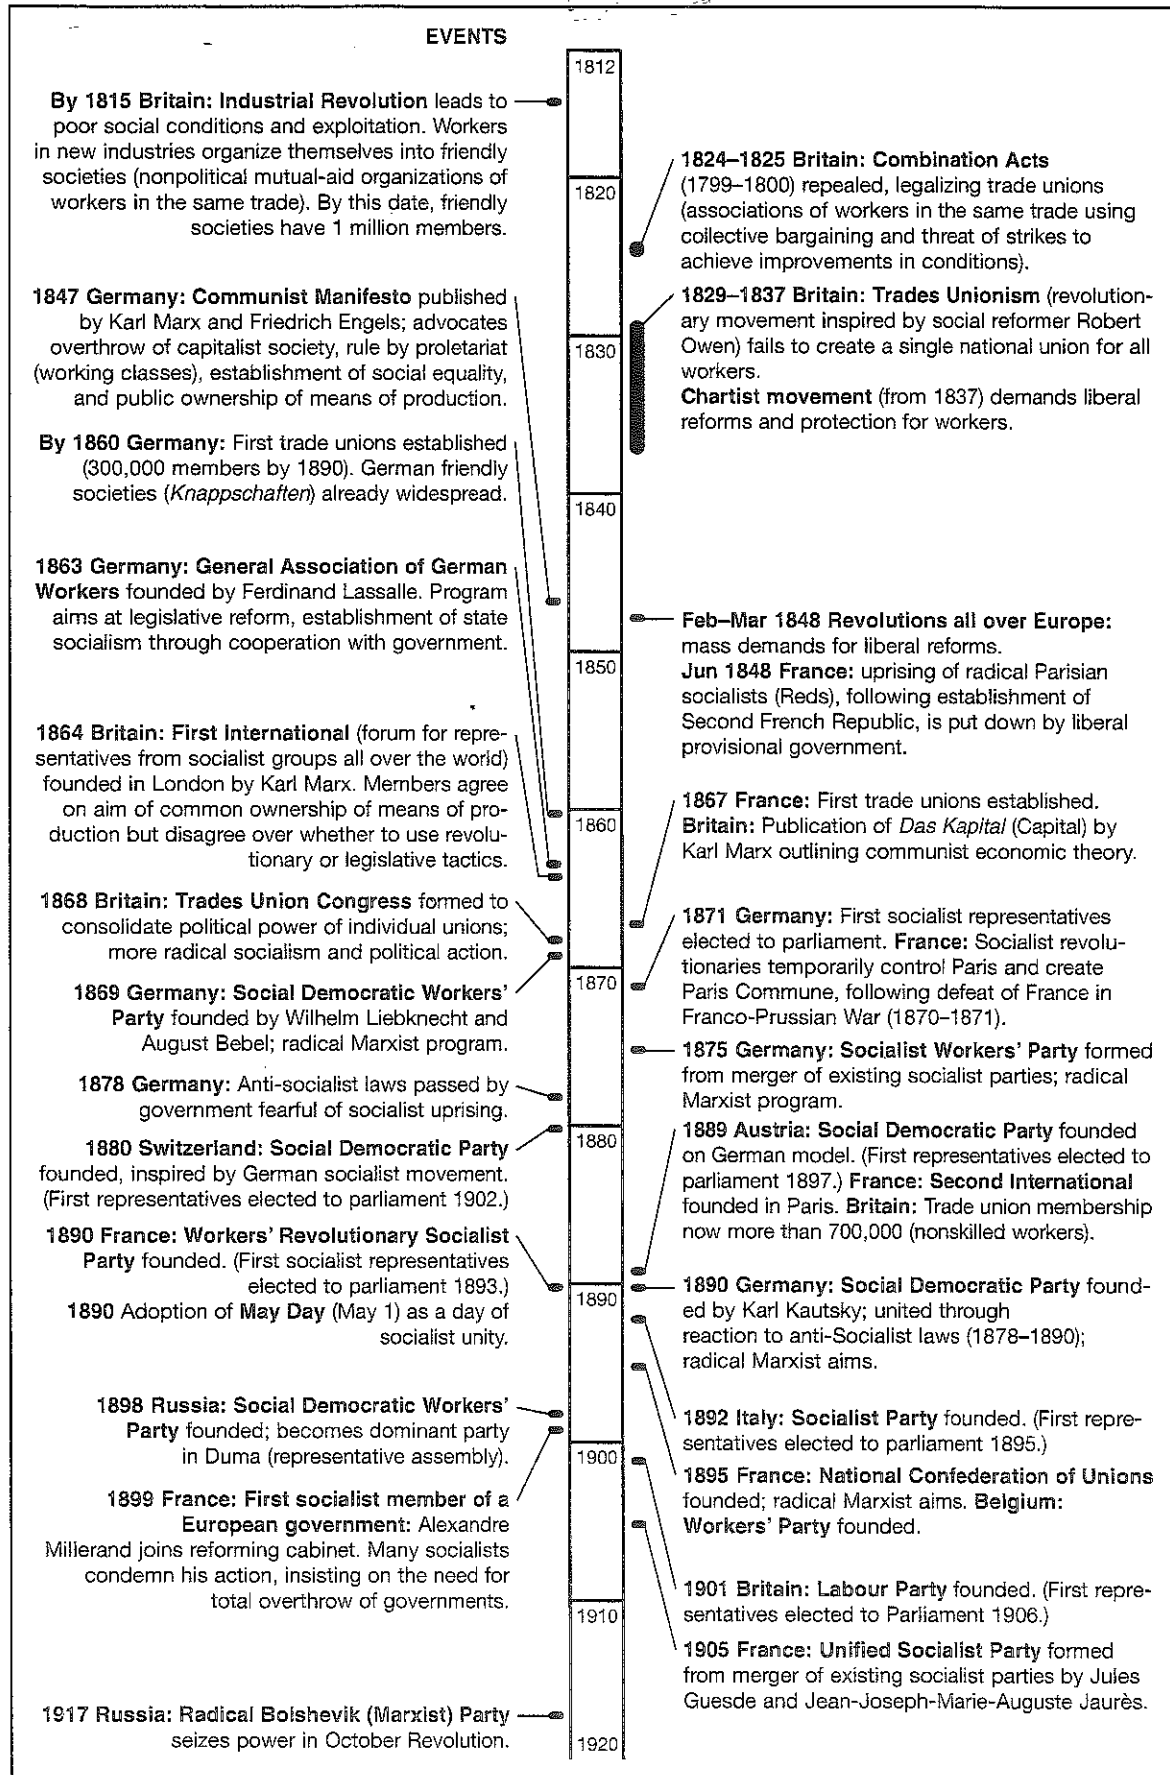 EVENTS
1812
By 1815 Britain: Industrial Revolution leads to
poor social conditions and exploitation. Workers
in new industries organize themselves into friendly
societies (nonpolitical mutual-aid organizations of
workers in the same trade). By this date, friendly
societies have 1 million members.
1820
1824–1825 Britain: Combination Acts
(1799–1800) repealed, legalizing trade unions
(associations of workers in the same trade using
collective bargaining and threat of strikes to
achieve improvements in conditions).
1847 Germany: Communist Manifesto published
by Karl Marx and Friedrich Engels; advocates
overthrow of capitalist society, rule by proletariat
(working classes), establishment of social equality,
and public ownership of means of production.
1829–1837 Britain: Trades Unionism (revolution-
ary movement inspired by social reformer Robert
Owen) fails to create a single national union for all
workers.
Chartist movement (from 1837) demands liberal
reforms and protection for workers.
1830
By 1860 Germany: First trade unions established
(300,000 members by 1890). German friendly
societies (Knappschaften) already widespread.
1840
1863 Germany: General Association of German
Workers founded by Ferdinand Lassalle. Program
aims at legislative reform, establishment of state
socialism through cooperation with government.
Feb–Mar 1848 Revolutions all over Europe:
mass demands for liberal reforms.
Jun 1848 France: uprising of radical Parisian
socialists (Reds), following establishment of
Second French Republic, is put down by liberal
provisional government.
1850
1864 Britain: First International (forum for repre-
sentatives from socialist groups all over the world)
founded in London by Karl Marx. Members agree
on aim of common ownership of means of pro-
duction but disagree over whether to use revolu-
tionary or legislative tactics.
1860
1867 France: First trade unions established.
Britain: Publication of Das Kapital (Capital) by
Karl Marx outlining communist economic theory.
1868 Britain: Trades Union Congress formed to
consolidate political power of individual unions;
more radical socialism and political action.
1871 Germany: First socialist representatives
elected to parliament. France: Socialist revolu-
tionaries temporarily control Paris and create
Paris Commune, following defeat of France in
Franco-Prussian War (1870–1871).
1870
1869 Germany: Social Democratic Workers'
Party founded by Wilhelm Liebknecht and
August Bebel; radical Marxist program.
1875 Germany: Socialist Workers' Party formed
from merger of existing socialist parties; radical
Marxist program.
1878 Germany: Anti-socialist laws passed by
government fearful of socialist uprising.
1880
1880 Switzerland: Social Democratic Party
founded, inspired by German socialist movement.
(First representatives elected to parliament 1902.)
1889 Austria: Social Democratic Party founded
on German model. (First representatives elected to
parliament 1897.) France: Second International
founded in Paris. Britain: Trade union membership
now more than 700,000 (nonskilled workers).
1890 France: Workers' Revolutionary Socialist
Party founded. (First socialist representatives
elected to parliament 1893.)
1890 Adoption of May Day (May 1) as a day of
socialist unity.
1890
1890 Germany: Social Democratic Party found-
ed by Karl Kautsky; united through
reaction to anti-Socialist laws (1878–1890);
radical Marxist aims.
1898 Russia: Social Democratic Workers'
Party founded; becomes dominant party
in Duma (representative assembly).
1892 Italy: Socialist Party founded. (First repre-
sentatives elected to parliament 1895.)
1900
1895 France: National Confederation of Unions
founded; radical Marxist aims. Belgium:
Workers' Party founded.
1899 France: First socialist member of a
European government: Alexandre
Millerand joins reforming cabinet. Many socialists
condemn his action, insisting on the need for
total overthrow of governments.
1901 Britain: Labour Party founded. (First repre-
sentatives elected to Parliament 1906.)
1910
1905 France: Unified Socialist Party formed
from merger of existing socialist parties by Jules
Guesde and Jean-Joseph-Marie-Auguste Jaurès.
1917 Russia: Radical Bolshevik (Marxist) Party
seizes power in October Revolution.
1920